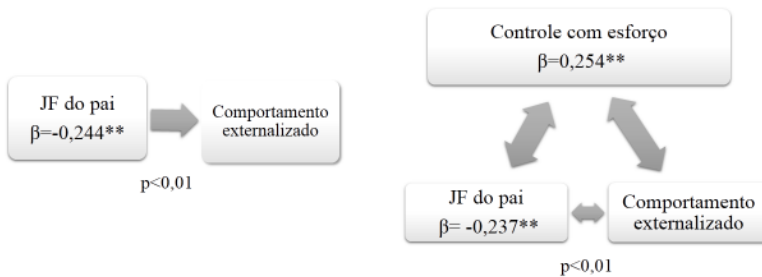 JF do pai
β=-0,244**
Comportamento
externalizado
p<0,01
Controle com esforço
β=0,254**
JF do pai
β= -0,237**
Comportamento
externalizado
p<0,01